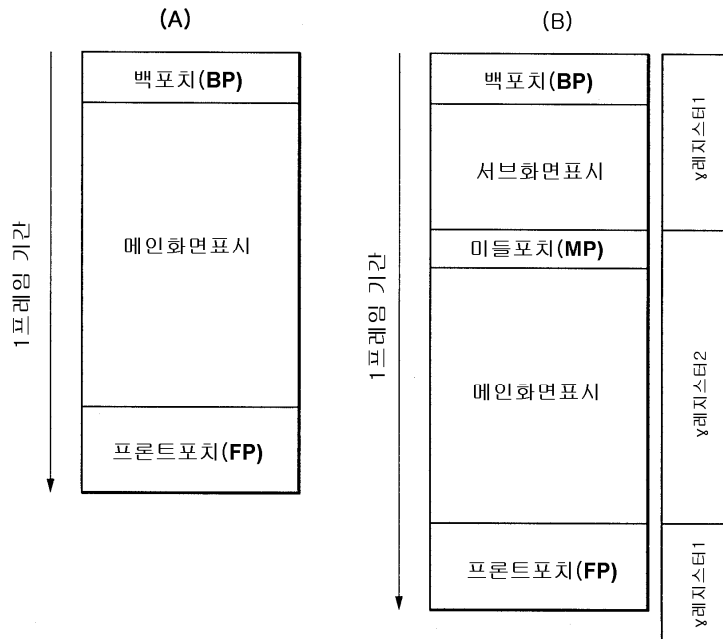 (A)
1프레임 기간
백포치(BP)
메인화면표시
프론트포치(FP)
(B)
1프레임 기간
백포치(BP)
서브화면표시
미들포치(MP)
메인화면표시
프론트포치(FP)
γ레지스터1
γ레지스터2
γ레지스터1